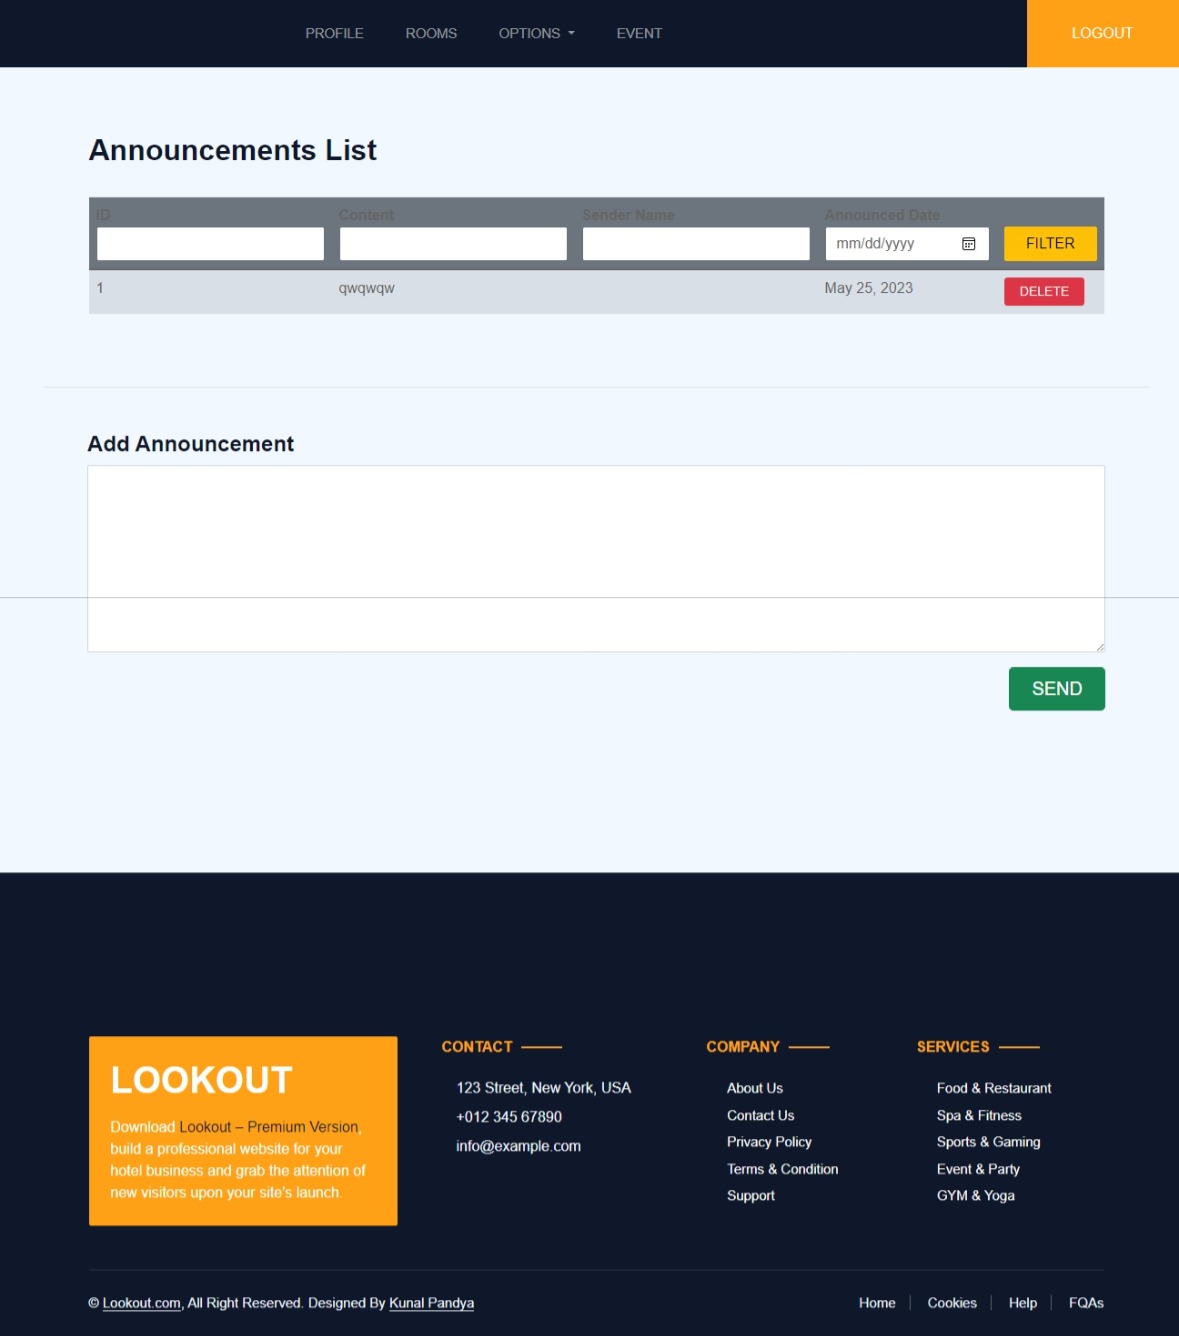 PROFILE ROOMS OPTIONS EVENT LOGOUT
Announcements List
ID Content Sender Name Announced Date
mm/dd/yyyy FILTER
1 qwqwqw May 25, 2023 DELETE
Add Announcement
SEND
LOOKOUT
Download Lookout – Premium Version,
build a professional website for your
hotel business and grab the attention of
new visitors upon your site's launch.
CONTACT
123 Street, New York, USA
+012 345 67890
info@example.com
COMPANY
About Us
Contact Us
Privacy Policy
Terms & Condition
Support
SERVICES
Food & Restaurant
Spa & Fitness
Sports & Gaming
Event & Party
GYM & Yoga
© Lookout.com, All Right Reserved. Designed By Kunal Pandya
Home Cookies Help FQAs